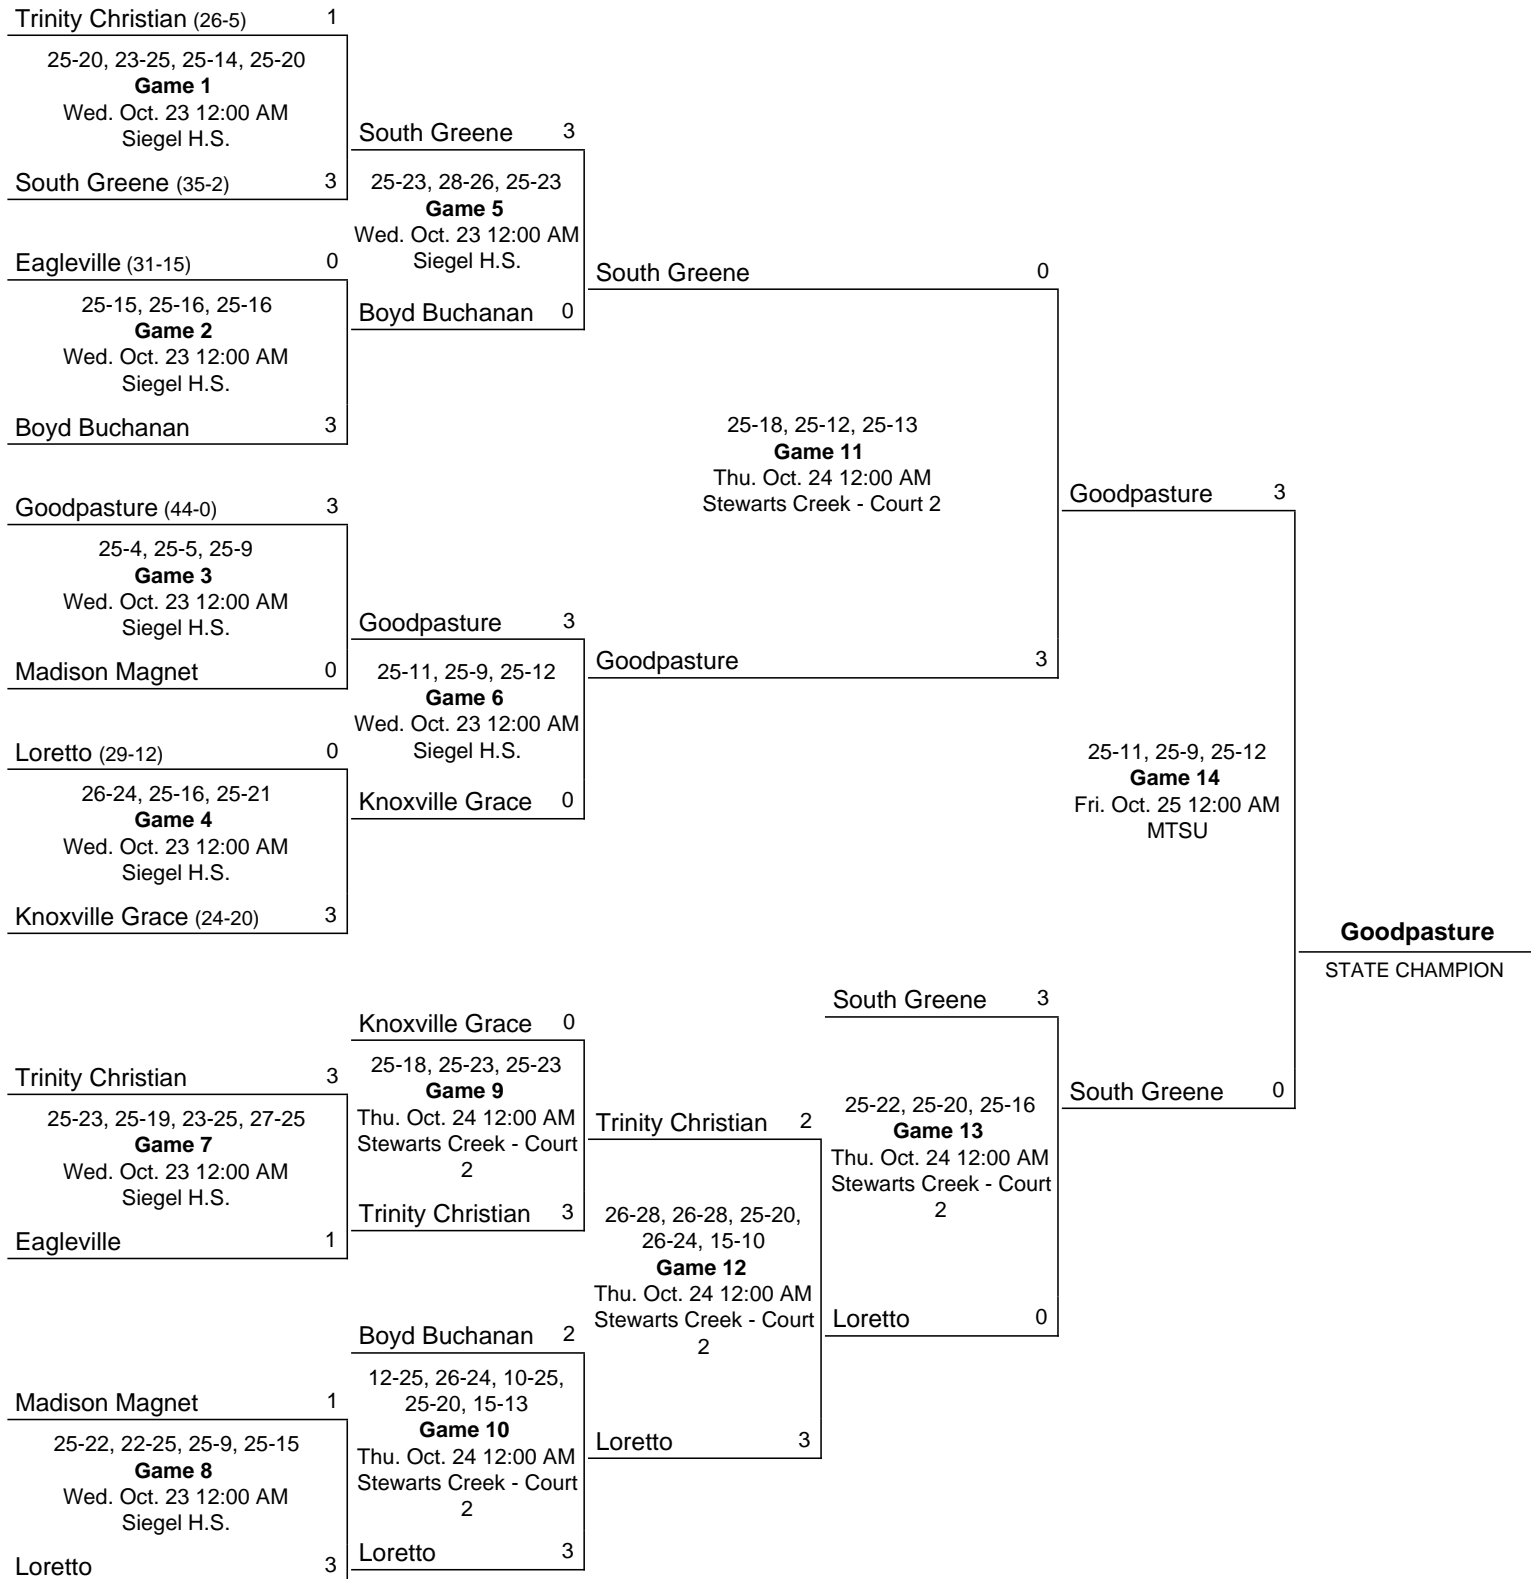 Trinity Christian (26-5) 1
25-20, 23-25, 25-14, 25-20
Game 1
Wed. Oct. 23 12:00 AM
Siegel H.S.
South Greene (35-2) 3
Eagleville (31-15) 0
25-15, 25-16, 25-16
Game 2
Wed. Oct. 23 12:00 AM
Siegel H.S.
Boyd Buchanan 3
Goodpasture (44-0) 3
25-4, 25-5, 25-9
Game 3
Wed. Oct. 23 12:00 AM
Siegel H.S.
Madison Magnet 0
Loretto (29-12) 0
26-24, 25-16, 25-21
Game 4
Wed. Oct. 23 12:00 AM
Siegel H.S.
Knoxville Grace (24-20) 3
South Greene 3
25-23, 28-26, 25-23
Game 5
Wed. Oct. 23 12:00 AM
Siegel H.S.
Boyd Buchanan 0
Goodpasture 3
25-11, 25-9, 25-12
Game 6
Wed. Oct. 23 12:00 AM
Siegel H.S.
Knoxville Grace 0
South Greene 0
25-18, 25-12, 25-13
Game 11
Thu. Oct. 24 12:00 AM
Stewarts Creek - Court 2
Goodpasture 3
Goodpasture 3
25-11, 25-9, 25-12
Game 14
Fri. Oct. 25 12:00 AM
MTSU
South Greene 0
Goodpasture
STATE CHAMPION
Trinity Christian 3
25-23, 25-19, 23-25, 27-25
Game 7
Wed. Oct. 23 12:00 AM
Siegel H.S.
Eagleville 1
Madison Magnet 1
25-22, 22-25, 25-9, 25-15
Game 8
Wed. Oct. 23 12:00 AM
Siegel H.S.
Loretto 3
Knoxville Grace 0
25-18, 25-23, 25-23
Game 9
Thu. Oct. 24 12:00 AM
Stewarts Creek - Court
2
Trinity Christian 3
Boyd Buchanan 2
12-25, 26-24, 10-25,
25-20, 15-13
Game 10
Thu. Oct. 24 12:00 AM
Stewarts Creek - Court
2
Loretto 3
Trinity Christian 2
26-28, 26-28, 25-20,
26-24, 15-10
Game 12
Thu. Oct. 24 12:00 AM
Stewarts Creek - Court
2
Loretto 3
South Greene 3
25-22, 25-20, 25-16
Game 13
Thu. Oct. 24 12:00 AM
Stewarts Creek - Court
2
Loretto 0